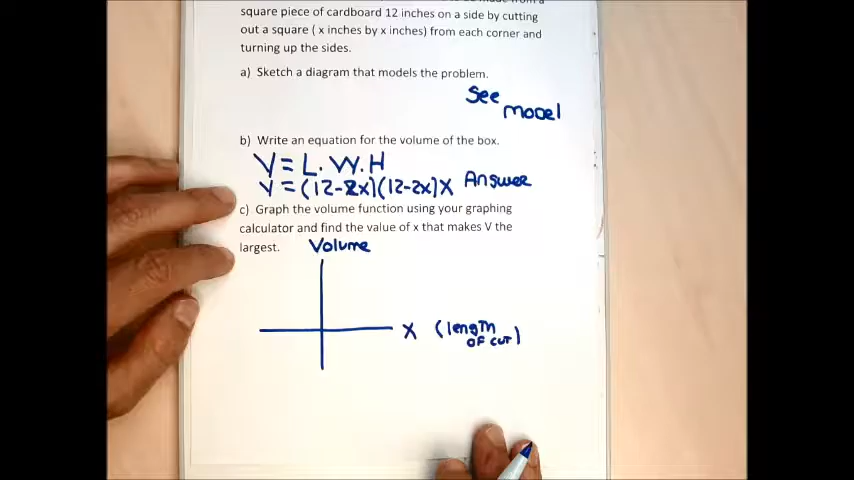 square piece of cardboard 12 inches on a side by cutting
out a square ( x inches by x inches) from each corner and
turning up the sides.
a) Sketch a diagram that models the problem.
See
model
b) Write an equation for the volume of the box.
V = L. W. H
V = (12-2x)(12-2x) X Answer
c) Graph the volume function using your graphing
calculator and find the value of x that makes V the
largest. Volume
X (length
of cut)